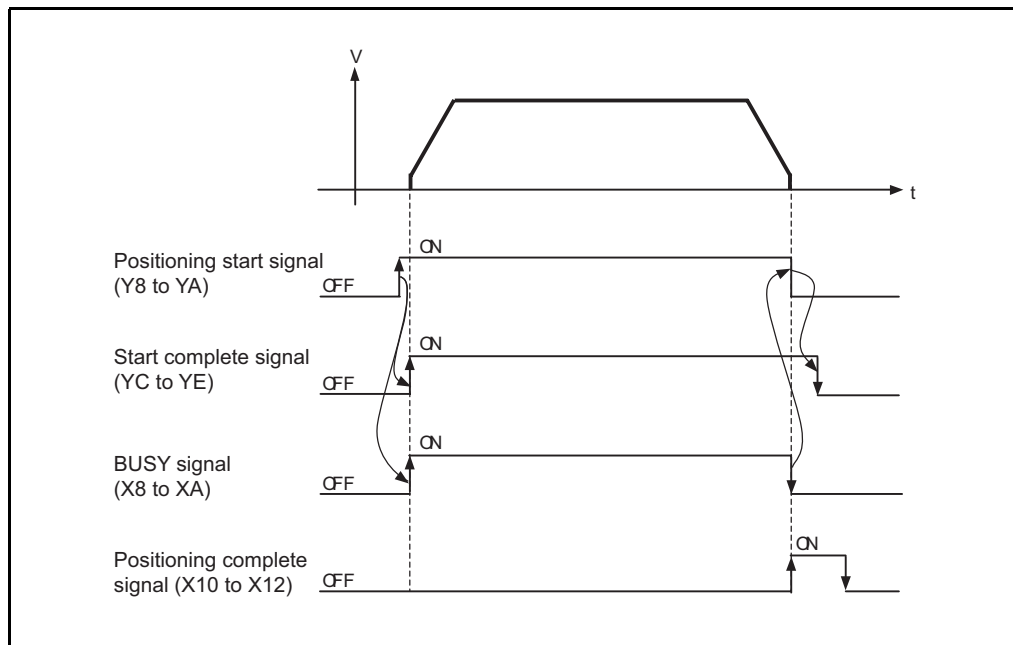 V
t
Positioning start signal
(Y8 to YA)
OFF
ON
Start complete signal
(YC to YE)
OFF
ON
BUSY signal
(X8 to XA)
OFF
ON
Positioning complete
signal (X10 to X12)
OFF
ON